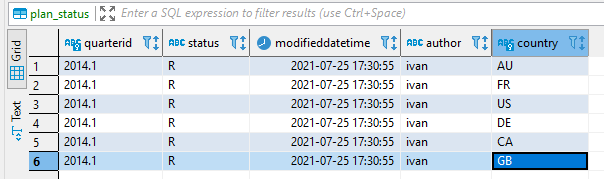 plan_status Enter a SQL expression to filter results (use Ctrl+Space)
Grid
Text
ABC quarterid ABC status modifieddatetime ABC author ABC country
1 2014.1 R 2021-07-25 17:30:55 ivan AU
2 2014.1 R 2021-07-25 17:30:55 ivan FR
3 2014.1 R 2021-07-25 17:30:55 ivan US
4 2014.1 R 2021-07-25 17:30:55 ivan DE
5 2014.1 R 2021-07-25 17:30:55 ivan CA
6 2014.1 R 2021-07-25 17:30:55 ivan GB